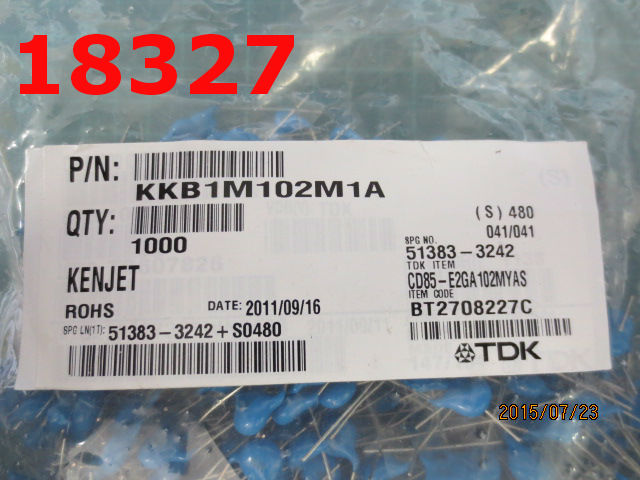 18327
P/N:
KKB1M102M1A
(S)
QTY:
1000
(S) 480
041/041
SPG NO.
51383-3242
KENJET
TDK ITEM
CD85-E2GA102MYAS
ITEM CODE
BT2708227C
ROHS DATE: 2011/09/16
SPG LN(1T): 51383-3242+S0480
TDK
2015/07/23